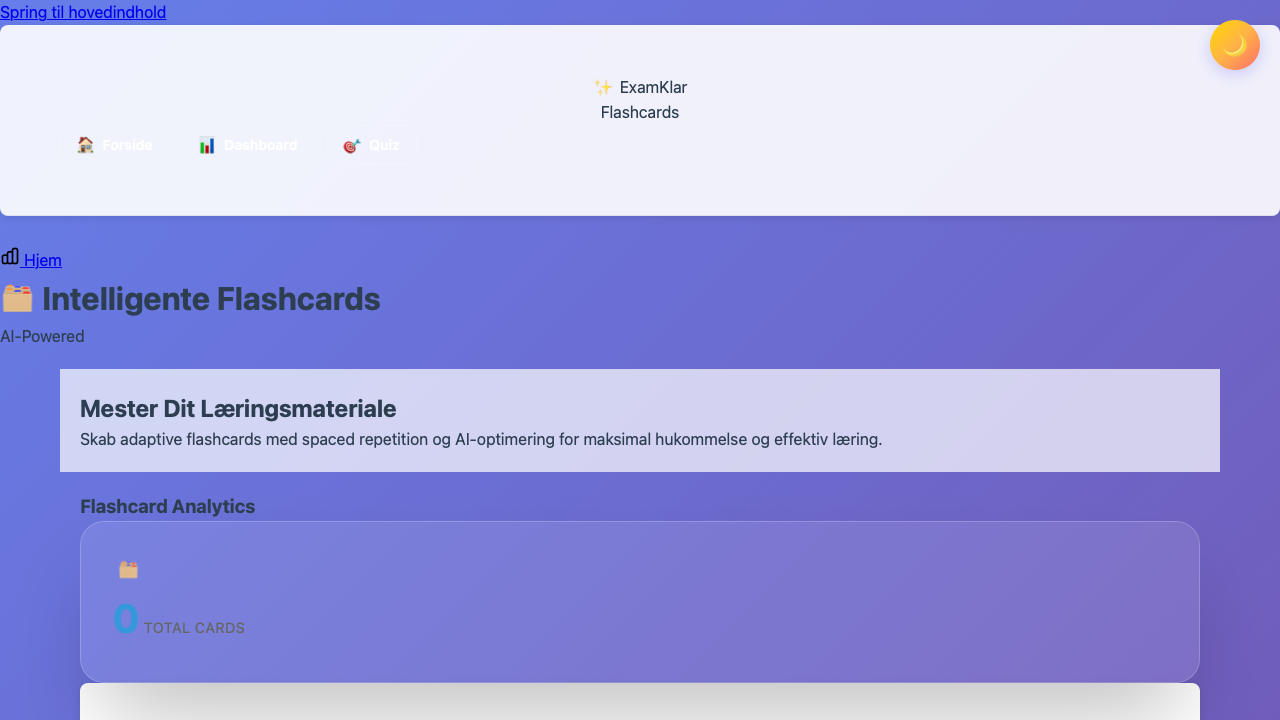 Spring til hovedindhold
✨ ExamKlar
Flashcards
🏠 Forside 📊 Dashboard 🎯 Quiz
Hjem
🗂️ Intelligente Flashcards
AI-Powered
Mester Dit Læringsmateriale
Skab adaptive flashcards med spaced repetition og AI-optimering for maksimal hukommelse og effektiv læring.
Flashcard Analytics
🗂️
0 TOTAL CARDS